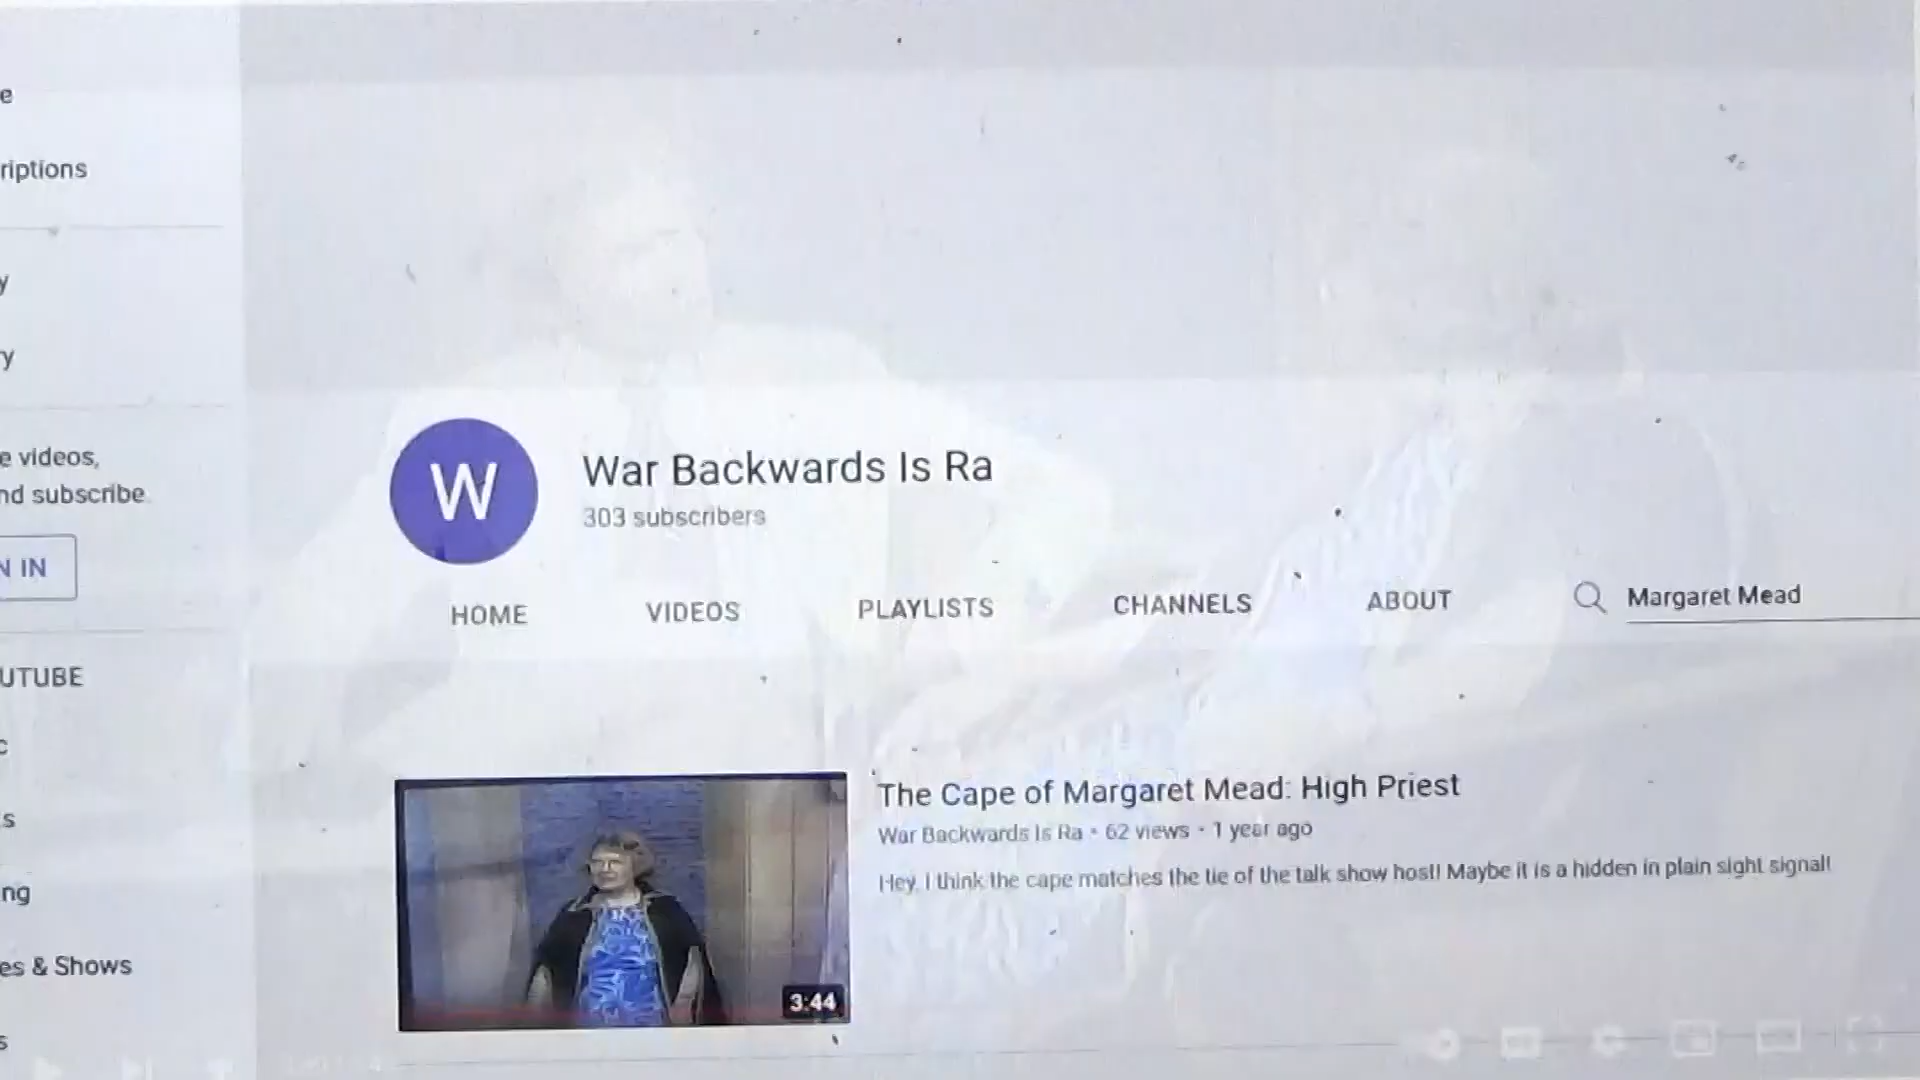 e
riptions
y
ry
e videos,
nd subscribe
N IN
UTUBE
c
s
ng
es & Shows
s
W
War Backwards Is Ra
303 subscribers
HOME VIDEOS PLAYLISTS CHANNELS ABOUT Margaret Mead
3:44
The Cape of Margaret Mead: High Priest
War Backwards Is Ra • 62 views • 1 year ago
Hey, I think the cape matches the tie of the talk show host! Maybe it is a hidden in plain sight signal!